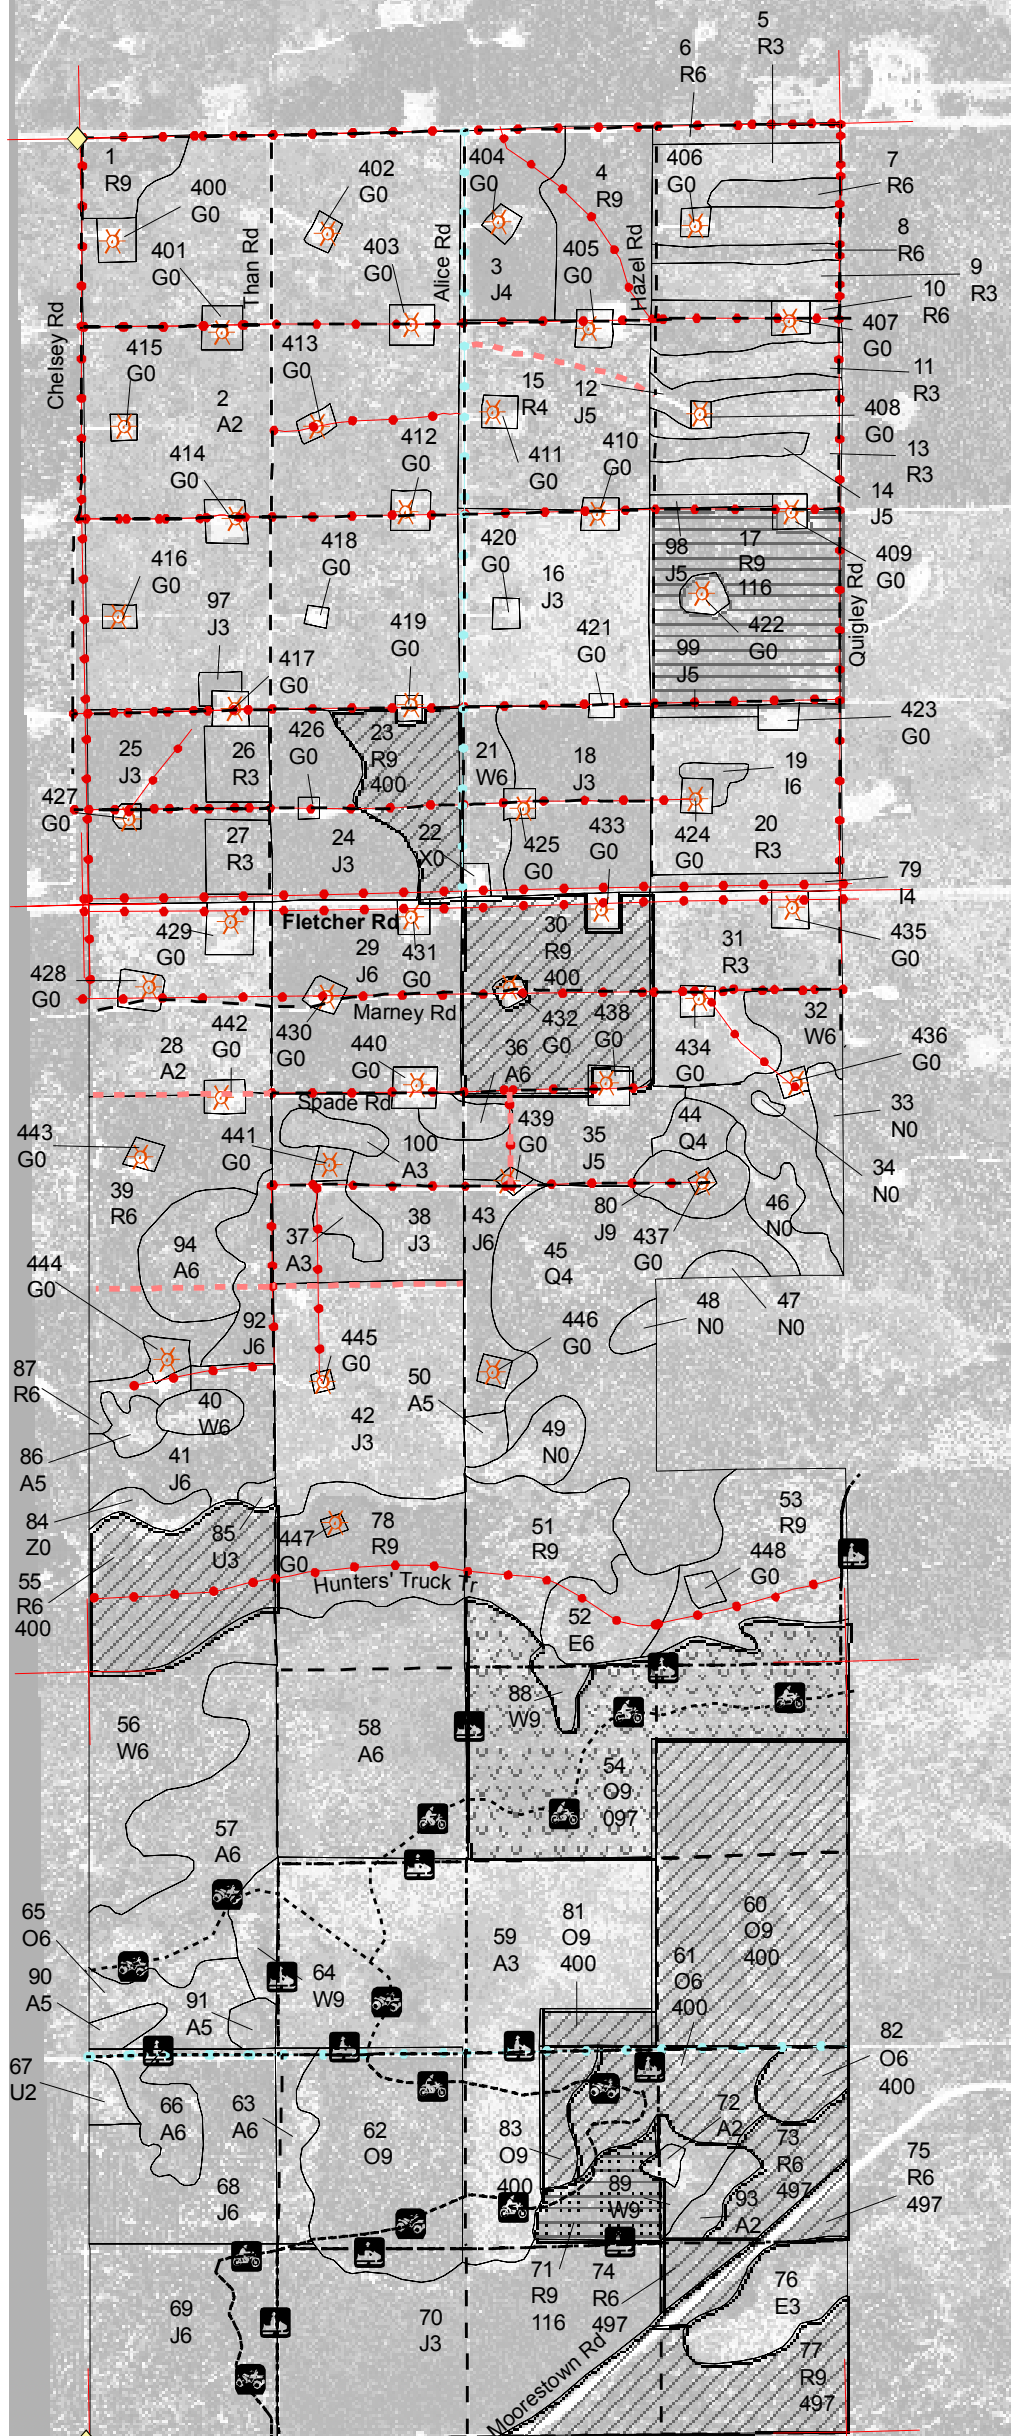 5
R3
6
R6
1
R9
400
G0
402
G0
404
G0
4
R9
406
G0
7
R6
401
G0
Than Rd
403
G0
Alice Rd
3
J4
405
G0
Hazel Rd
8
R6
9
R3
10
R6
407
G0
Chelsey Rd
415
G0
413
G0
2
A2
15
R4
12
J5
11
R3
408
G0
414
G0
412
G0
411
G0
410
G0
13
R3
14
J5
416
G0
418
G0
420
G0
16
J3
98
J5
17
R9
116
409
G0
97
J3
419
G0
421
G0
422
G0
Quigley Rd
417
G0
99
J5
423
G0
25
J3
26
R3
426
G0
23
R9
400
21
W6
18
J3
19
I6
427
G0
27
R3
24
J3
22
X0
425
G0
433
G0
424
G0
20
R3
79
I4
Fletcher Rd
429
G0
29
J6
431
G0
30
R9
400
31
R3
435
G0
428
G0
Marney Rd
430
G0
432
G0
438
G0
434
G0
32
W6
436
G0
28
A2
442
G0
440
G0
36
A6
Spade Rd
443
G0
441
G0
100
A3
439
G0
35
J5
44
Q4
33
N0
34
N0
39
R6
94
A6
37
A3
38
J3
43
J6
80
J9
437
G0
46
N0
45
Q4
444
G0
92
J6
445
G0
446
G0
48
N0
47
N0
87
R6
40
W6
50
A5
42
J3
49
N0
86
A5
41
J6
84
Z0
85
U3
447
G0
78
R9
51
R9
53
R9
448
G0
55
R6
400
Hunters' Truck Tr
52
E6
56
W6
58
A6
88
W9
54
O9
097
57
A6
65
O6
59
A3
81
O9
400
60
O9
400
61
O6
400
90
A5
91
A5
64
W9
82
O6
400
67
U2
66
A6
63
A6
62
O9
83
O9
400
72
A2
73
R6
497
75
R6
497
68
J6
89
W9
93
A2
71
R9
116
74
R6
497
76
E3
69
J6
70
J3
Moorestown Rd
77
R9
497